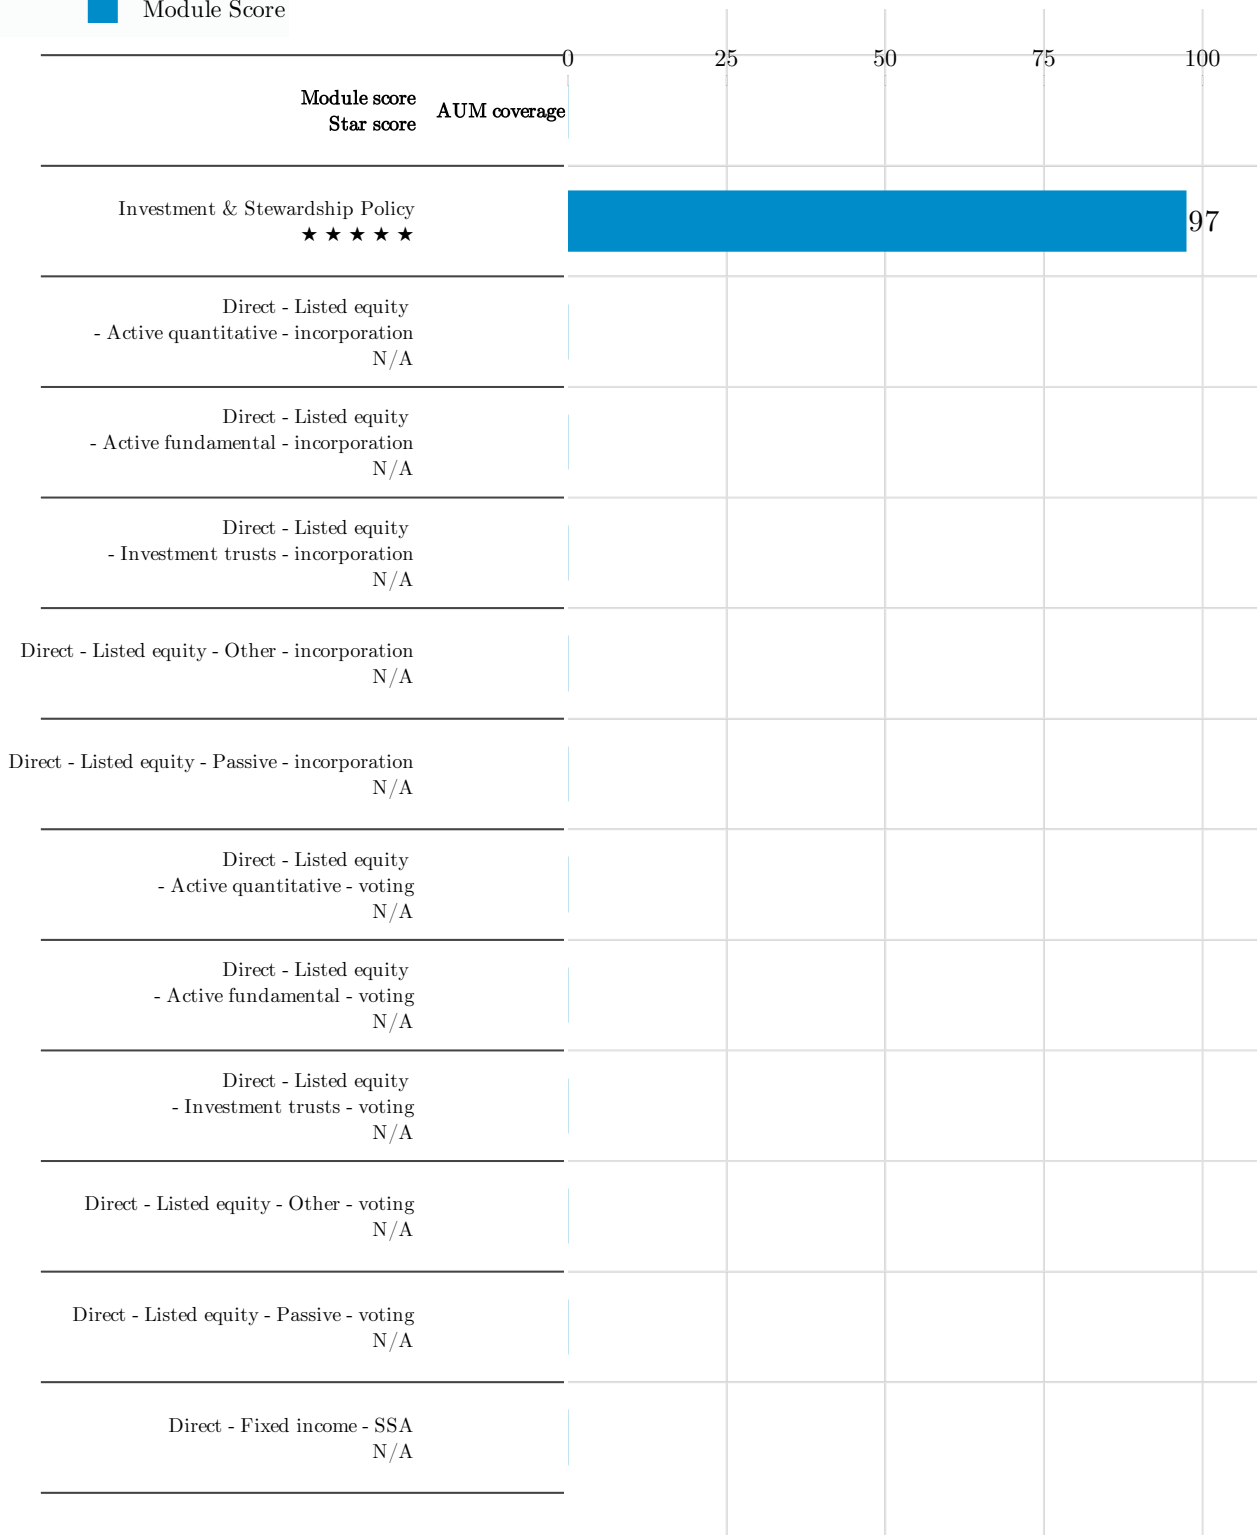 Module Score
0 25 50 75 100
Module score
Star score
AUM coverage
Investment & Stewardship Policy
★ ★ ★ ★ ★
97
Direct - Listed equity
- Active quantitative - incorporation
N/A
Direct - Listed equity
- Active fundamental - incorporation
N/A
Direct - Listed equity
- Investment trusts - incorporation
N/A
Direct - Listed equity - Other - incorporation
N/A
Direct - Listed equity - Passive - incorporation
N/A
Direct - Listed equity
- Active quantitative - voting
N/A
Direct - Listed equity
- Active fundamental - voting
N/A
Direct - Listed equity
- Investment trusts - voting
N/A
Direct - Listed equity - Other - voting
N/A
Direct - Listed equity - Passive - voting
N/A
Direct - Fixed income - SSA
N/A